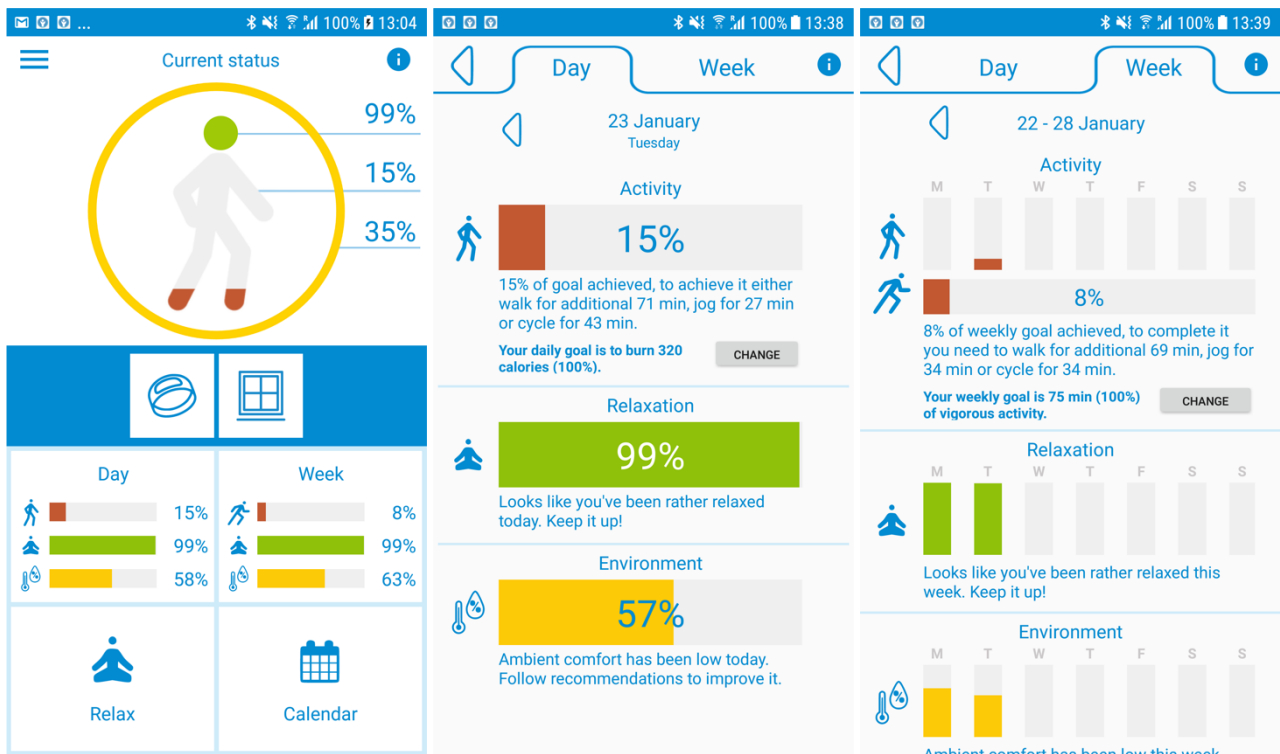 ... 100% 13:04
Current status
99%
15%
35%
Day
15%
99%
58%
Week
8%
99%
63%
Relax
Calendar
100% 13:38
Day
Week
23 January
Tuesday
Activity
15%
15% of goal achieved, to achieve it either
walk for additional 71 min, jog for 27 min
or cycle for 43 min.
Your daily goal is to burn 320
calories (100%).
CHANGE
Relaxation
99%
Looks like you've been rather relaxed
today. Keep it up!
Environment
57%
Ambient comfort has been low today.
Follow recommendations to improve it.
100% 13:39
Day
Week
22 - 28 January
Activity
M T W T F S S
8%
8% of weekly goal achieved, to complete it
you need to walk for additional 69 min, jog for
34 min or cycle for 34 min.
Your weekly goal is 75 min (100%)
of vigorous activity.
CHANGE
Relaxation
M T W T F S S
Looks like you've been rather relaxed this
week. Keep it up!
Environment
M T W T F S S
Ambient comfort has been low this week